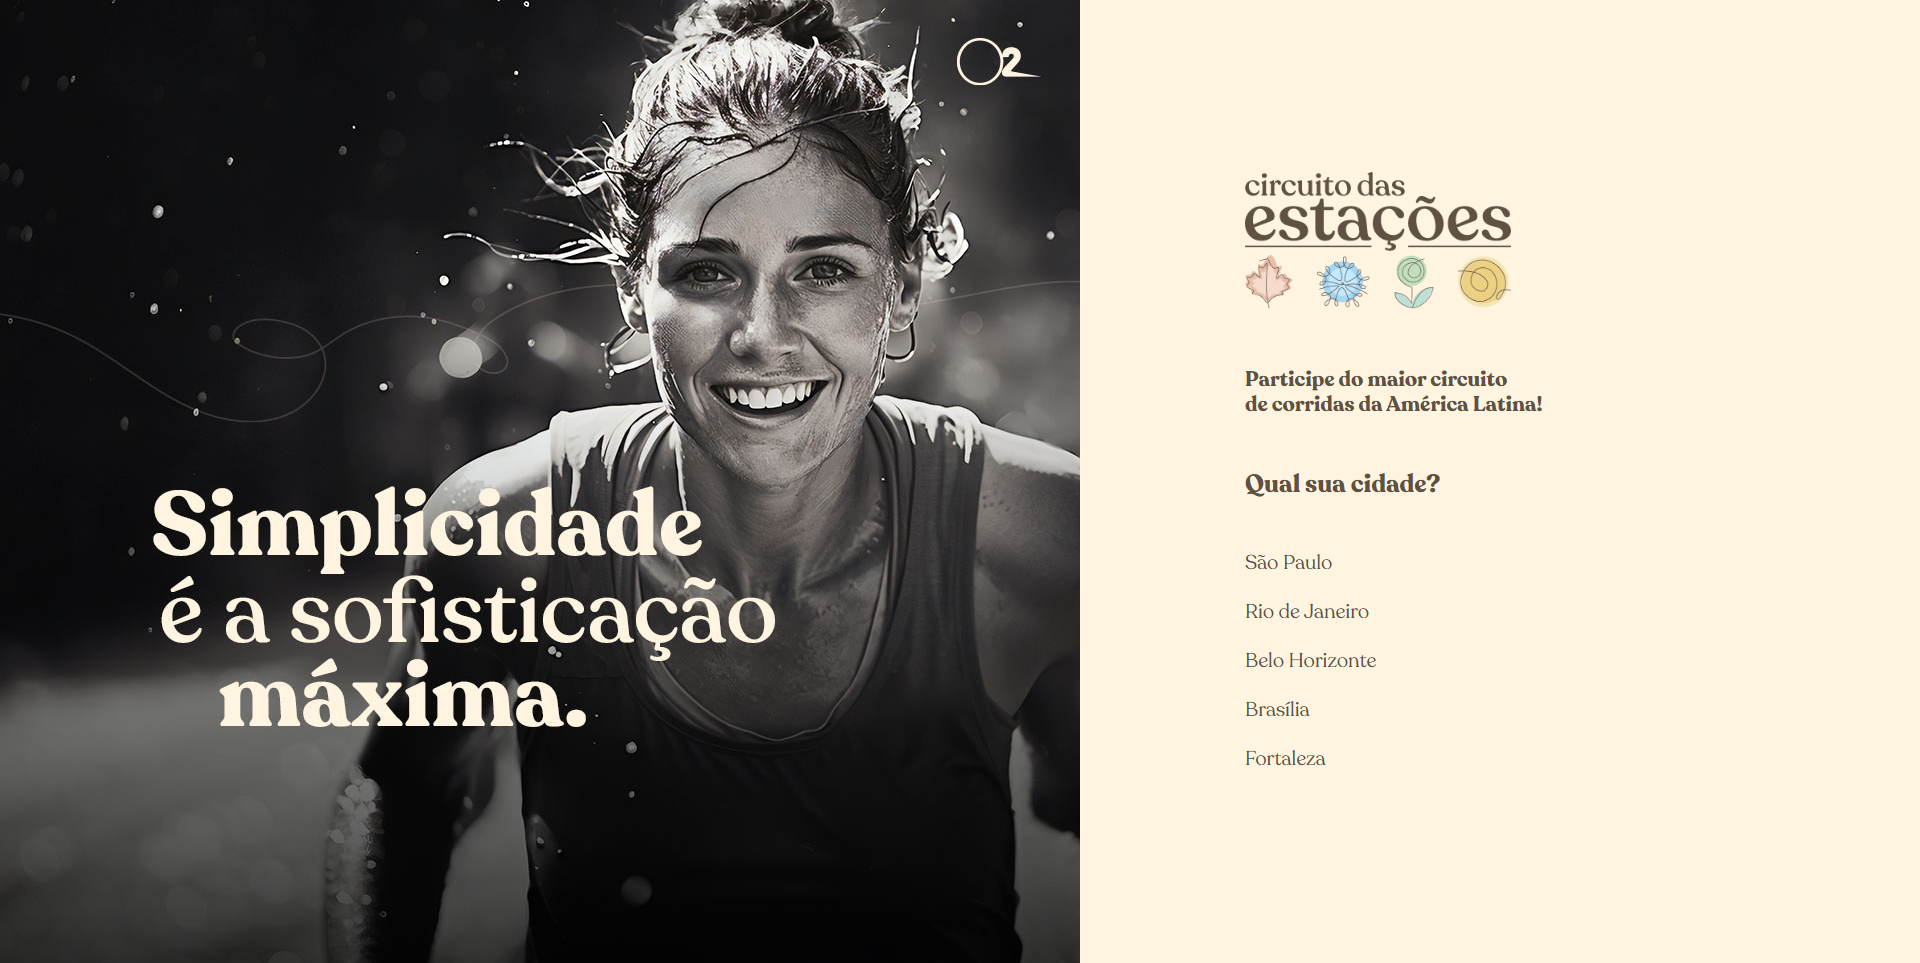 O2
Simplicidade
é a sofisticação
máxima.
circuito das
estações
Participe do maior circuito
de corridas da América Latina!
Qual sua cidade?
São Paulo
Rio de Janeiro
Belo Horizonte
Brasília
Fortaleza